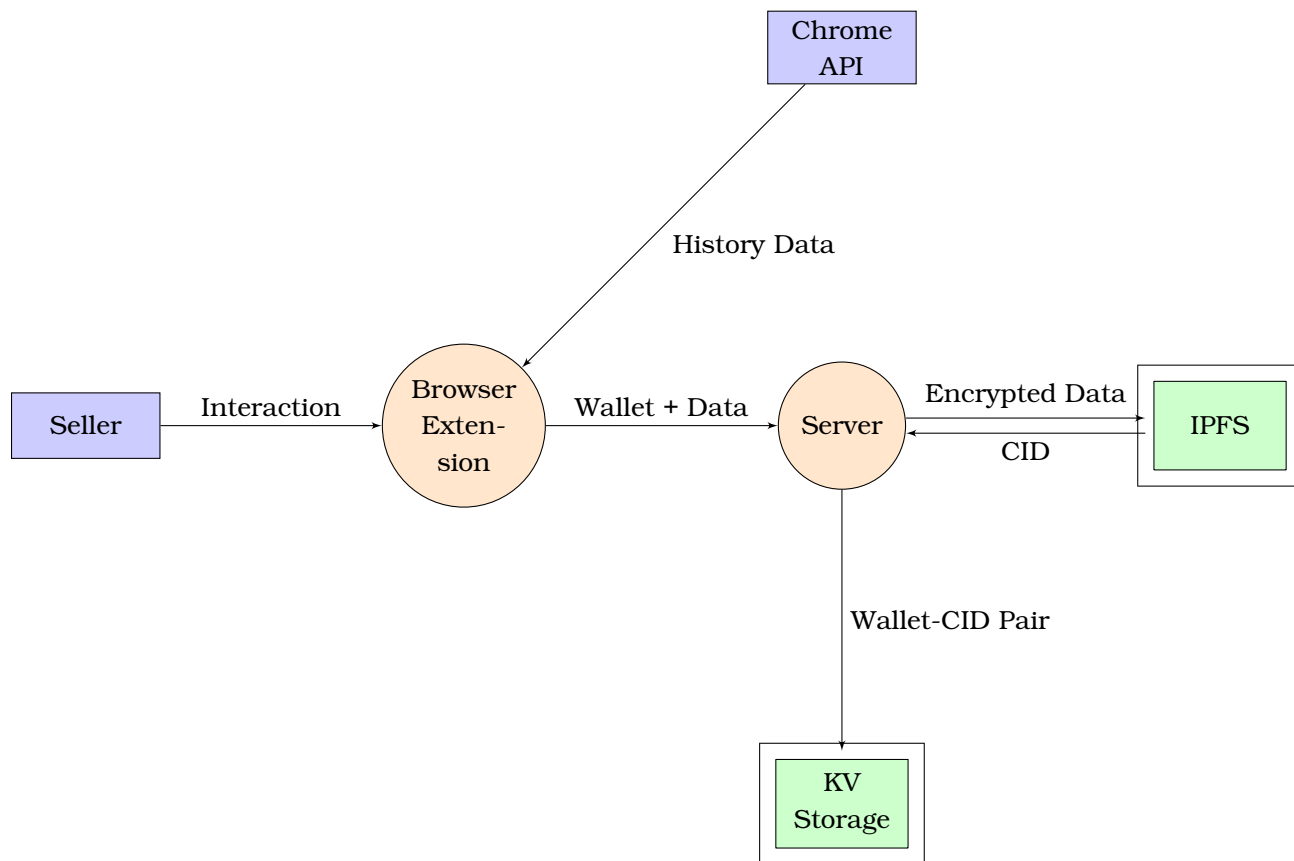 Chrome
API
History Data
Seller
Interaction
Browser
Exten-
sion
Wallet + Data
Server
Encrypted Data
CID
IPFS
Wallet-CID Pair
KV
Storage